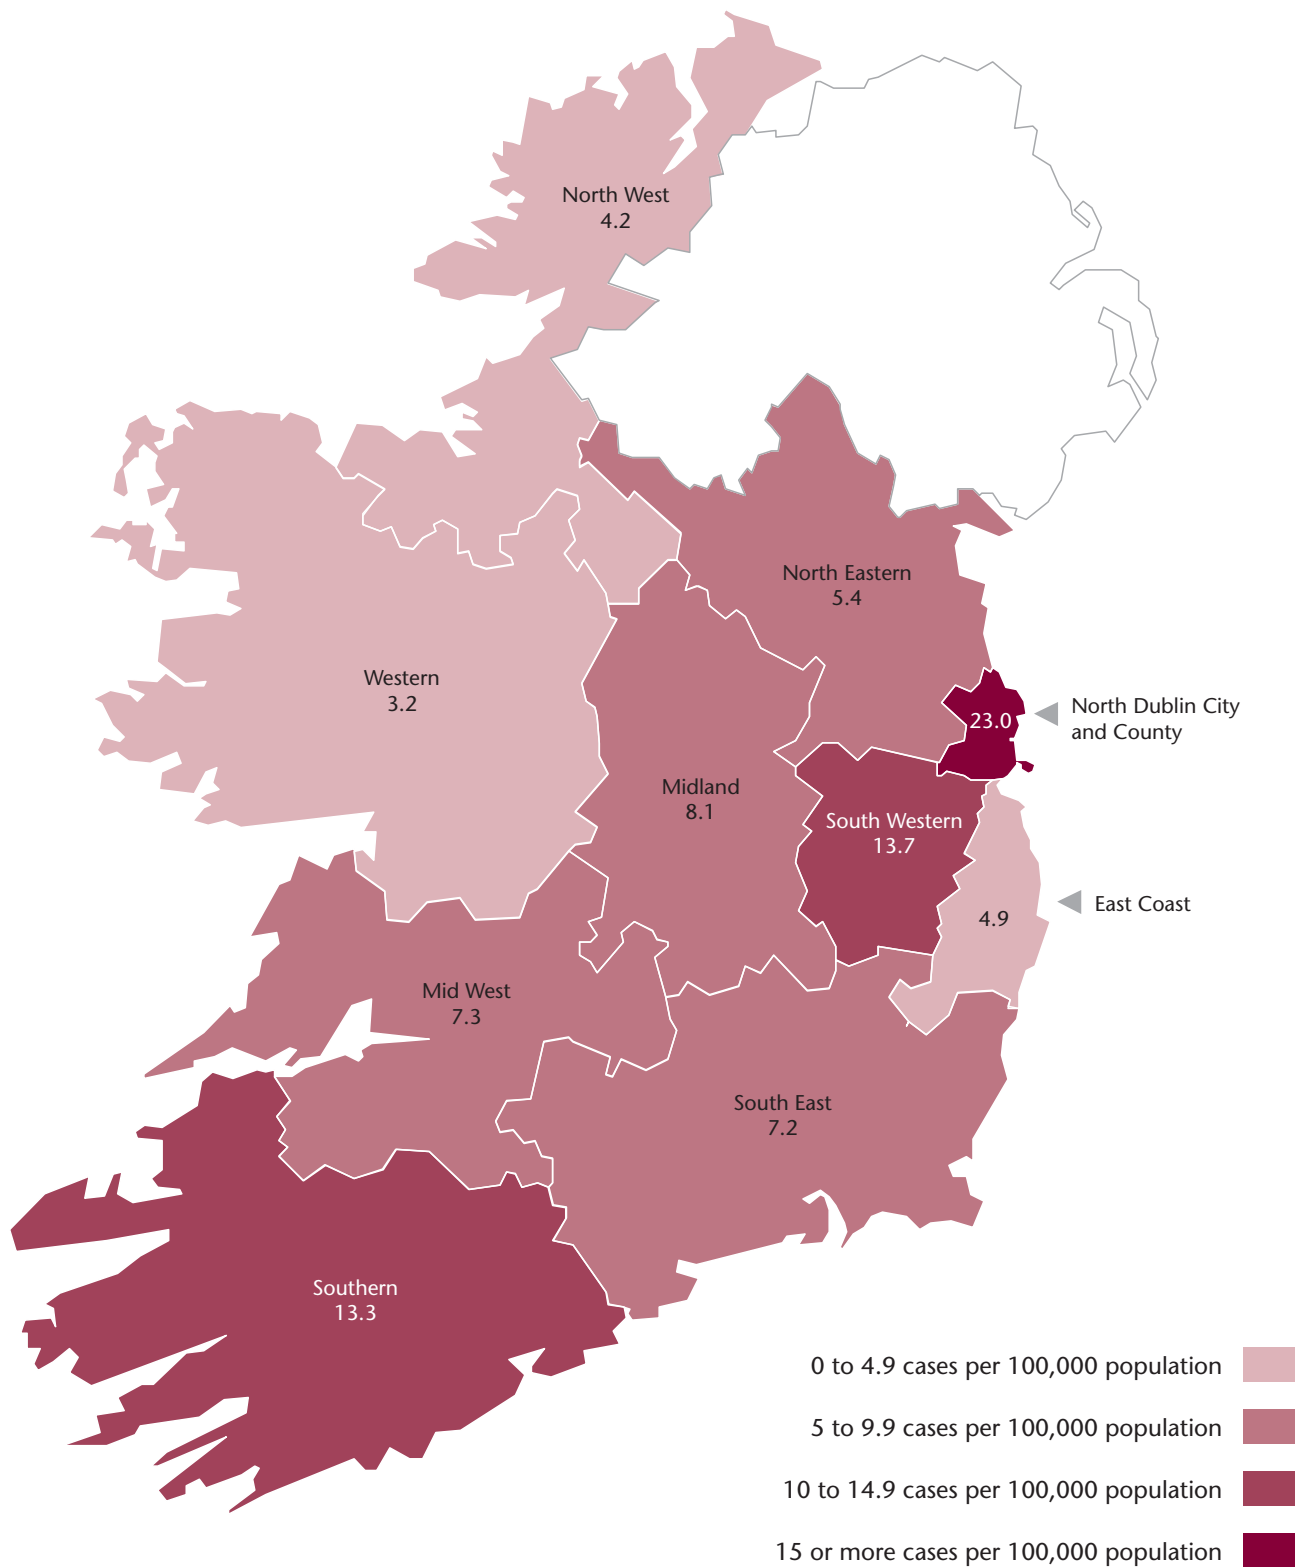 North West
4.2
North Eastern
5.4
Western
3.2
23.0
North Dublin City
and County
Midland
8.1
South Western
13.7
4.9
East Coast
Mid West
7.3
South East
7.2
Southern
13.3
0 to 4.9 cases per 100,000 population
5 to 9.9 cases per 100,000 population
10 to 14.9 cases per 100,000 population
15 or more cases per 100,000 population